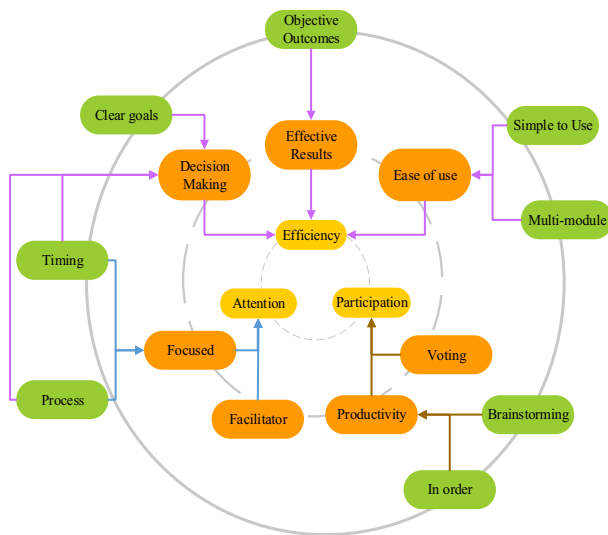 Objective
Outcomes
Clear goals
Simple to Use
Effective
Results
Decision
Making
Ease of use
Multi-module
Efficiency
Timing
Attention
Participation
Focused
Voting
Process
Facilitator
Productivity
Brainstorming
In order